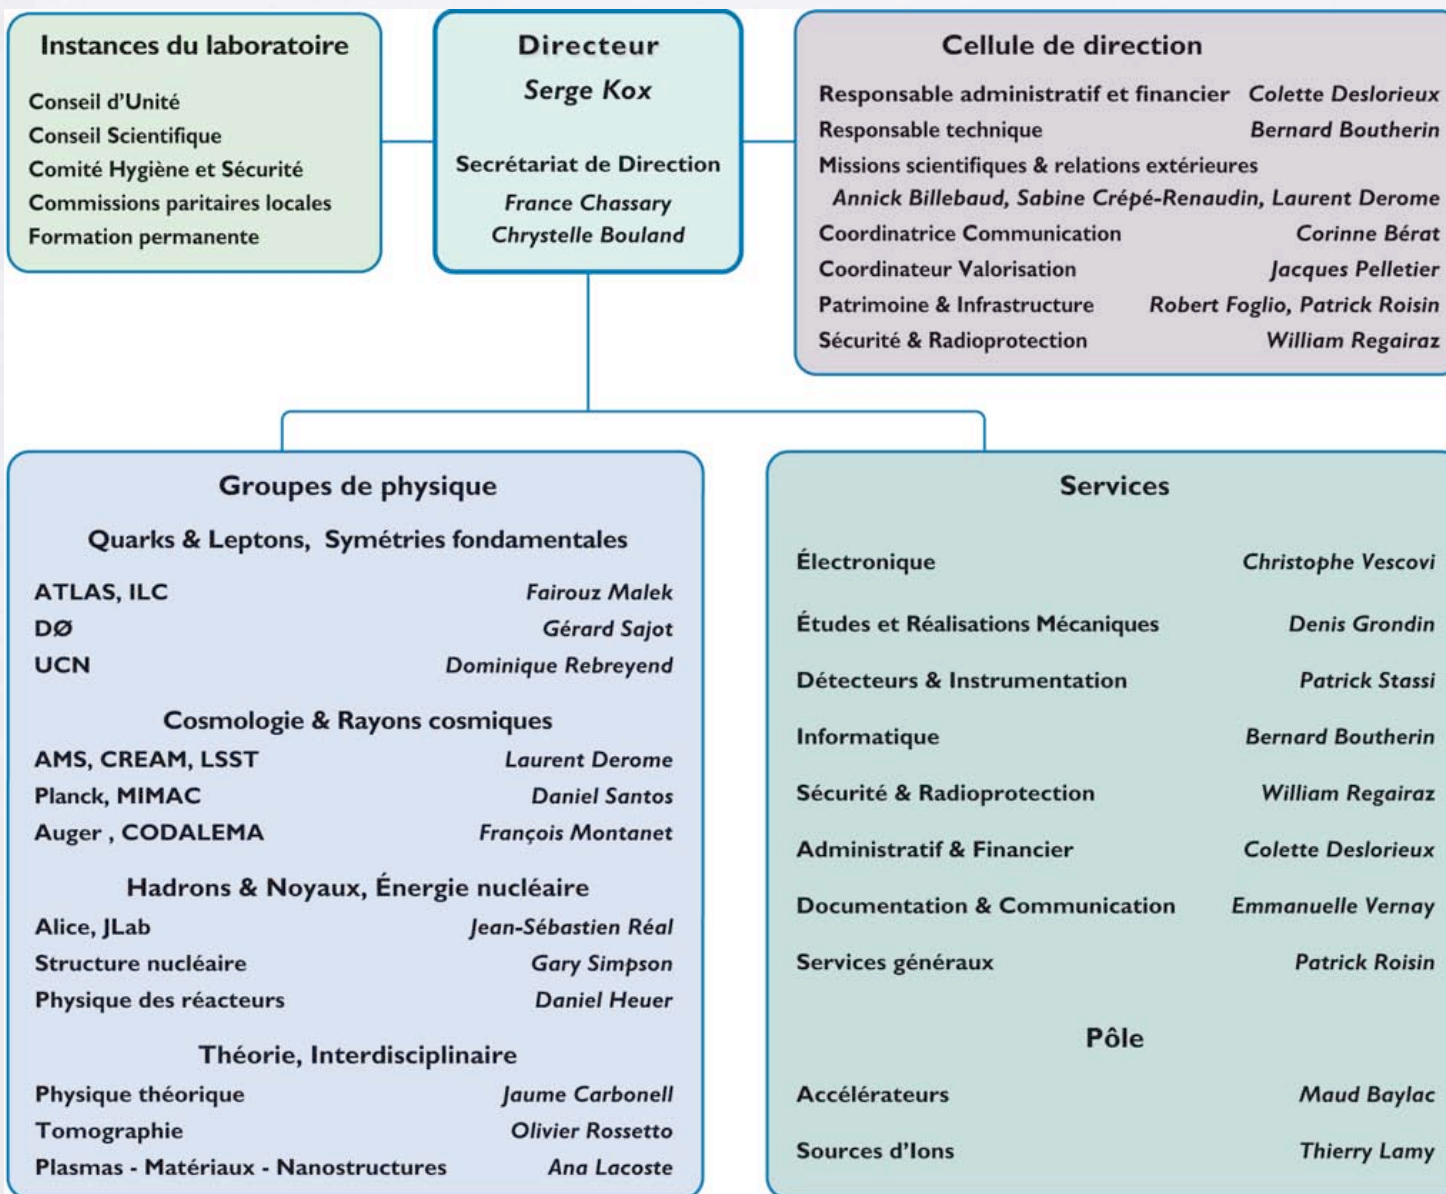 Instances du laboratoire
Conseil d'Unité
Conseil Scientifique
Comité Hygiène et Sécurité
Commissions paritaires locales
Formation permanente
Directeur
Serge Kox
Secrétariat de Direction
France Chassary
Chrystelle Bouland
Cellule de direction
Responsable administratif et financier Colette Deslorieux
Responsable technique Bernard Boutherin
Missions scientifiques & relations extérieures
Annick Billebaud, Sabine Crépé-Renaudin, Laurent Derome
Coordinatrice Communication Corinne Bérat
Coordinateur Valorisation Jacques Pelletier
Patrimoine & Infrastructure Robert Foglio, Patrick Roisin
Sécurité & Radioprotection William Regairaz
Groupes de physique
Quarks & Leptons, Symétries fondamentales
ATLAS, ILC Fairouz Malek
DØ Gérard Sajot
UCN Dominique Rebreyend
Cosmologie & Rayons cosmiques
AMS, CREAM, LSST Laurent Derome
Planck, MIMAC Daniel Santos
Auger , CODALEMA François Montanet
Hadrons & Noyaux, Énergie nucléaire
Alice, JLab Jean-Sébastien Réal
Structure nucléaire Gary Simpson
Physique des réacteurs Daniel Heuer
Théorie, Interdisciplinaire
Physique théorique Jaume Carbonell
Tomographie Olivier Rossetto
Plasmas - Matériaux - Nanostructures Ana Lacoste
Services
Électronique Christophe Vescovi
Études et Réalisations Mécaniques Denis Grondin
Détecteurs & Instrumentation Patrick Stassi
Informatique Bernard Boutherin
Sécurité & Radioprotection William Regairaz
Administratif & Financier Colette Deslorieux
Documentation & Communication Emmanuelle Vernay
Services généraux Patrick Roisin
Pôle
Accélérateurs Maud Baylac
Sources d'Ions Thierry Lamy